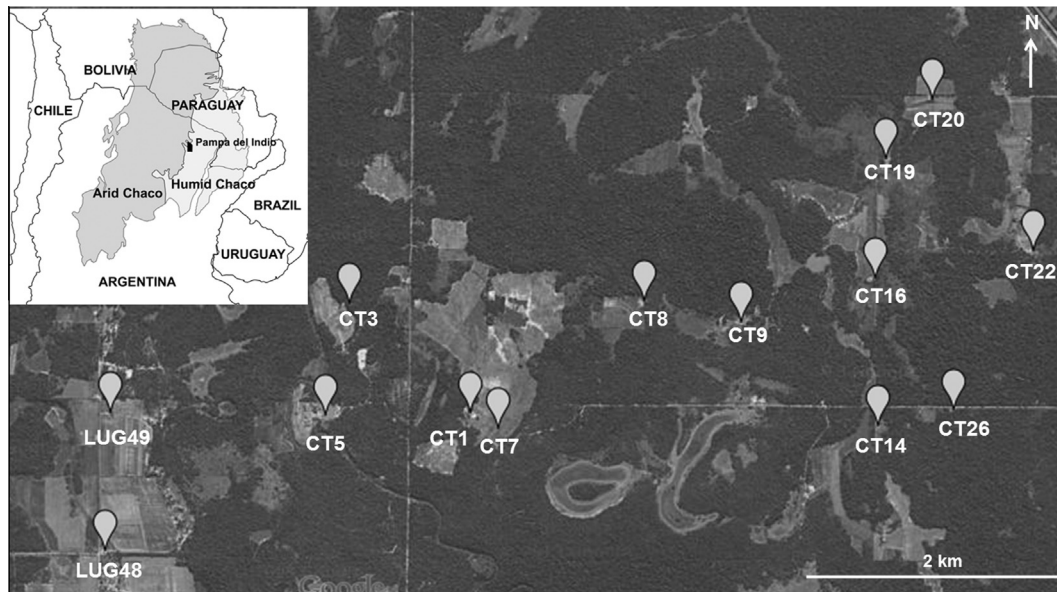 BOLIVIA
CHILE
PARAGUAY
Pampa del Indio
Arid Chaco
Humid Chaco
BRAZIL
URUGUAY
ARGENTINA
N
CT20
CT19
CT22
CT16
CT3
CT8
CT9
LUG49
CT5
CT1
CT7
CT14
CT26
LUG48
2 km
Google